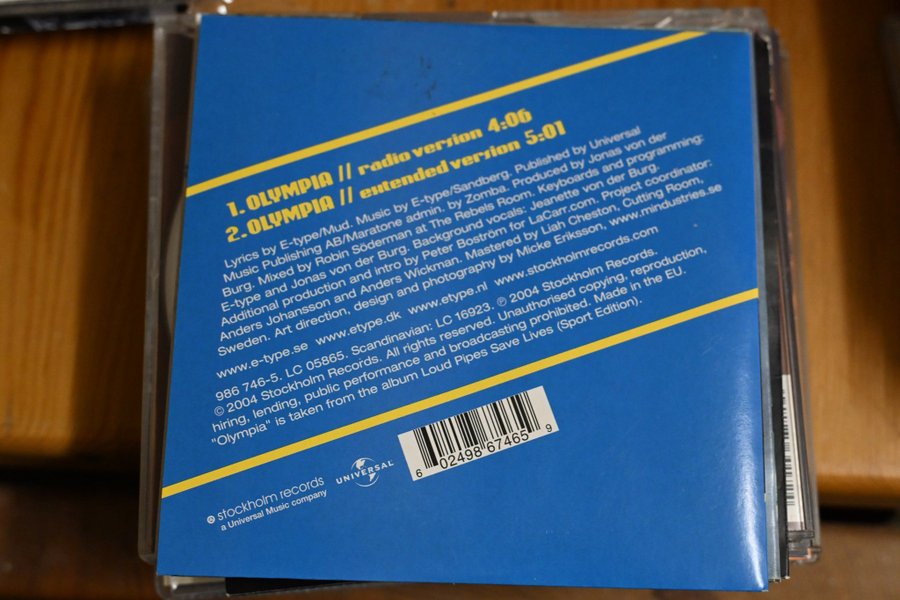 1. OLYMPIA // radio version 4:06
2. OLYMPIA // extended version 5:01
Lyrics by E-type/Mud. Music by E-type/Sandberg. Published by Universal
Music Publishing AB/Maratone admin, by Zomba. Produced by Jonas von der
Burg. Mixed by Robin Söderman at The Rebels Room. Keyboards and programming:
E-type and Jonas von der Burg. Background vocals: Jeanette von der Burg.
Additional production and intro by Peter Boström for LaCarr.com. Project coordinator:
Anders Johansson and Anders Wickman. Mastered by Liah Cheston, Cutting Room,
Sweden. Art direction, design and photography by Micke Eriksson, www.mindustries.se
www.e-type.se www.etype.dk www.etype.nl www.stockholmrecords.com
986 746-5. LC 05865. Scandinavian: LC 16923. ℗ 2004 Stockholm Records.
© 2004 Stockholm Records. All rights reserved. Unauthorised copying, reproduction,
hiring, lending, public performance and broadcasting prohibited. Made in the EU.
"Olympia" is taken from the album Loud Pipes Save Lives (Sport Edition).
6 02498 67465 9
stockholm records
a Universal Music company
UNIVERSAL